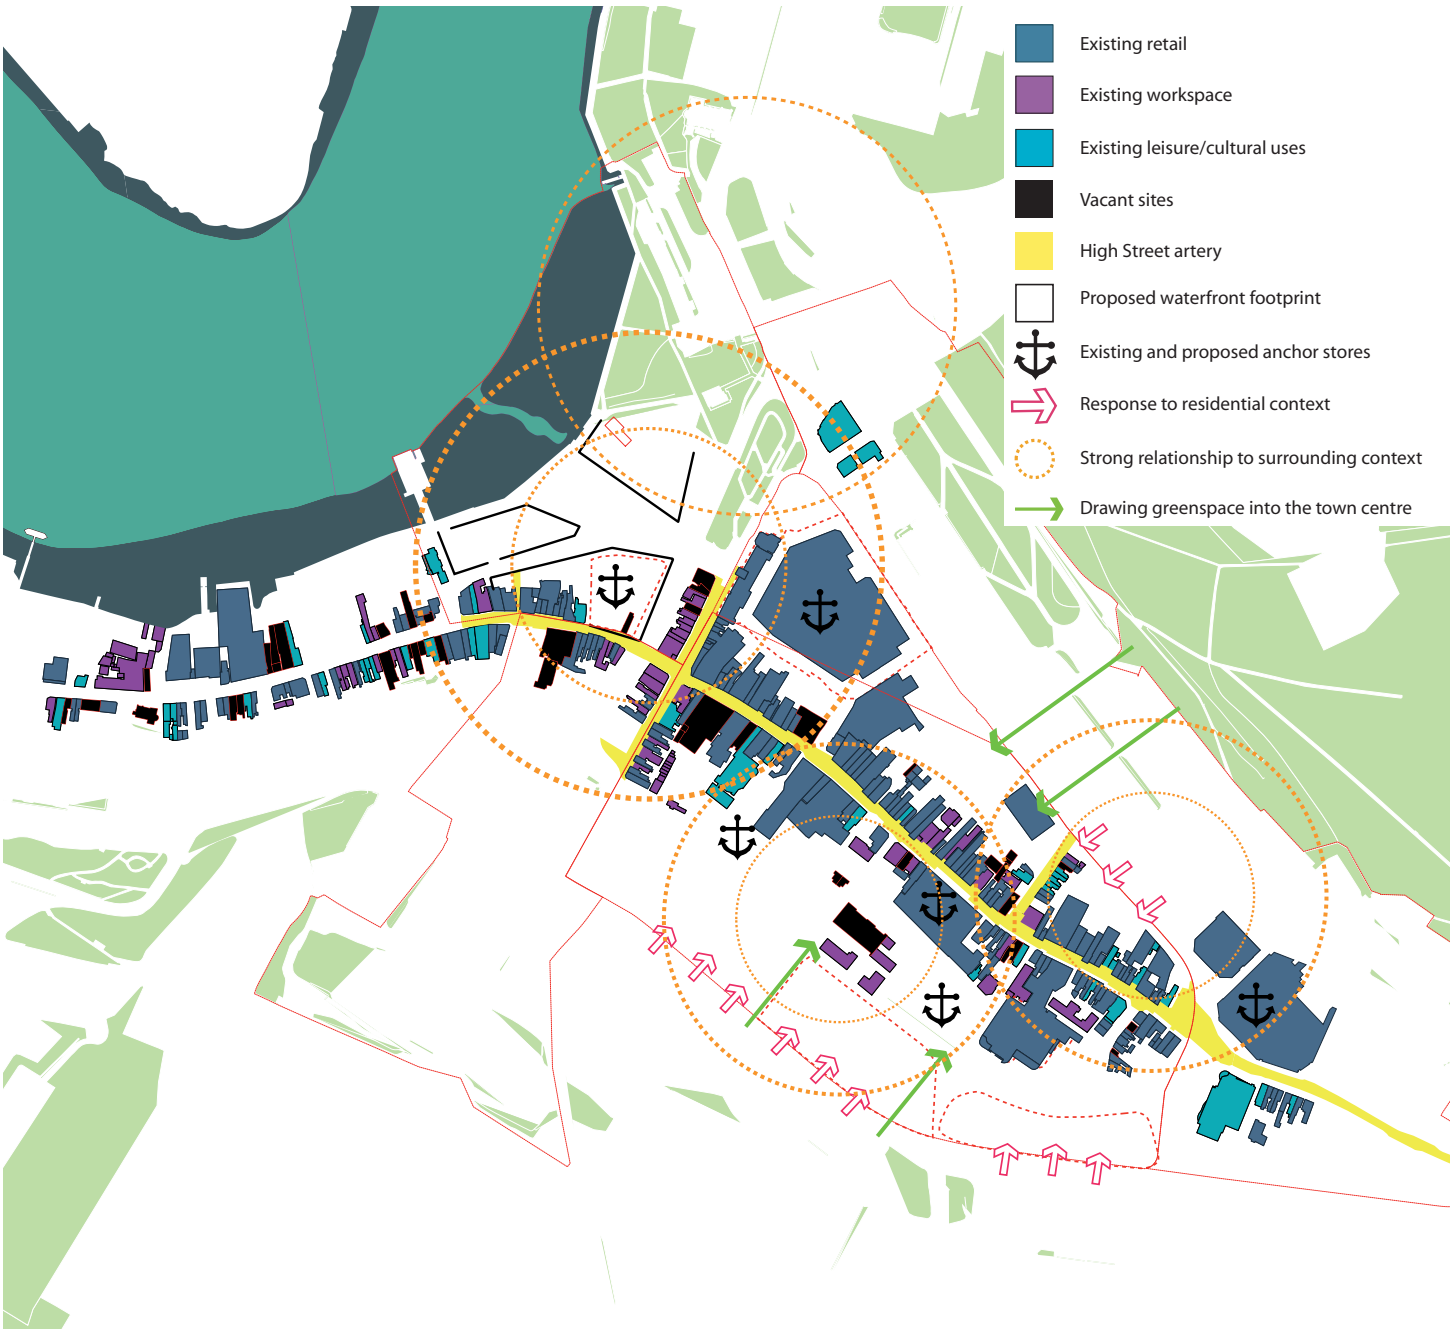 Existing retail
Existing workspace
Existing leisure/cultural uses
Vacant sites
High Street artery
Proposed waterfront footprint
Existing and proposed anchor stores
Response to residential context
Strong relationship to surrounding context
Drawing greenspace into the town centre